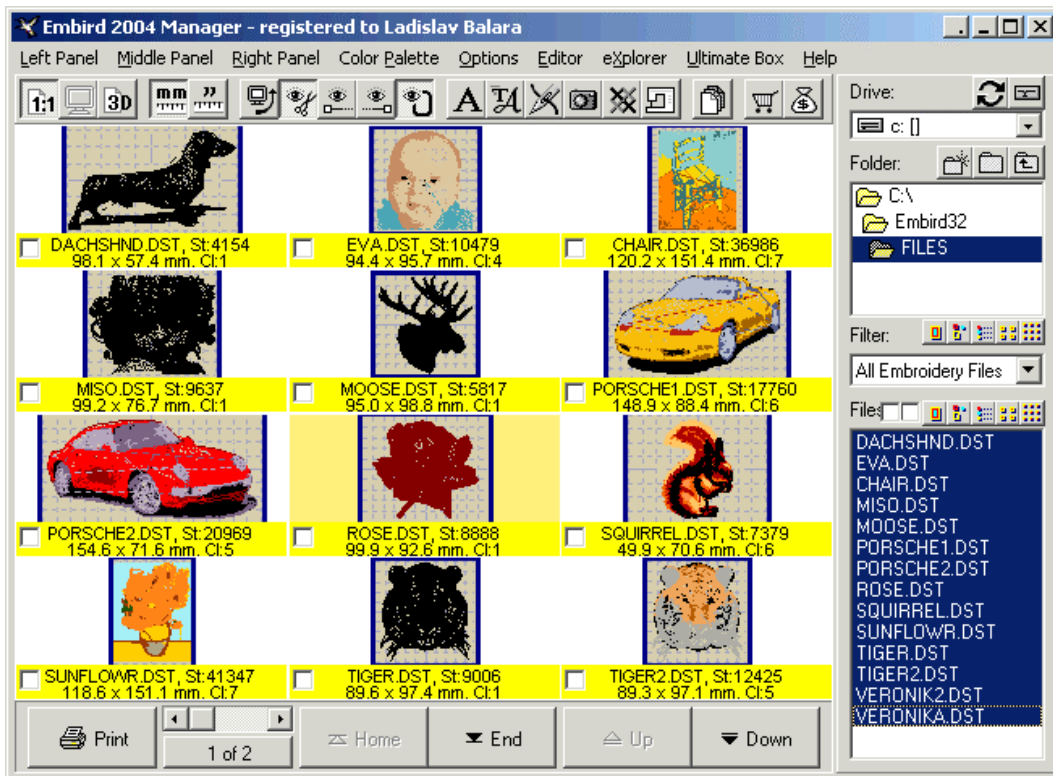 Embird 2004 Manager - registered to Ladislav Balara
Left Panel Middle Panel Right Panel Color Palette Options Editor eXplorer Ultimate Box Help
1:1 3D mm ,, A TA
DACHSHND.DST, St:4154
98.1 x 57.4 mm. Cl:1
EVA.DST, St:10479
94.4 x 95.7 mm. Cl:4
CHAIR.DST, St:36986
120.2 x 151.4 mm. Cl:7
MISO.DST, St:9637
99.2 x 76.7 mm. Cl:1
MOOSE.DST, St:5817
95.0 x 98.8 mm. Cl:1
PORSCHE1.DST, St:17760
148.9 x 88.4 mm. Cl:6
PORSCHE2.DST, St:20969
154.6 x 71.6 mm. Cl:5
ROSE.DST, St:8888
99.9 x 92.6 mm. Cl:1
SQUIRREL.DST, St:7379
49.9 x 70.6 mm. Cl:6
SUNFLOWR.DST, St:41347
118.6 x 151.1 mm. Cl:7
TIGER.DST, St:9006
89.6 x 97.4 mm. Cl:1
TIGER2.DST, St:12425
89.3 x 97.1 mm. Cl:5
Print
1 of 2
Home
End
Up
Down
Drive:
c: []
Folder:
C:\
Embird32
FILES
Filter:
All Embroidery Files
Files
DACHSHND.DST
EVA.DST
CHAIR.DST
MISO.DST
MOOSE.DST
PORSCHE1.DST
PORSCHE2.DST
ROSE.DST
SQUIRREL.DST
SUNFLOWR.DST
TIGER.DST
TIGER2.DST
VERONIK2.DST
VERONIKA.DST